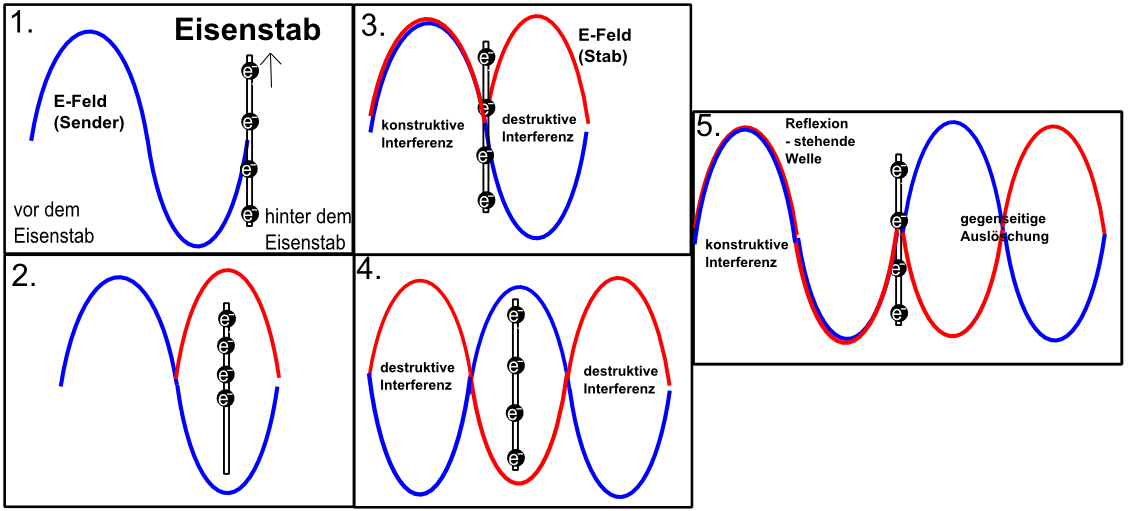 1.
Eisenstab
E-Feld
(Sender)
e⁻
e⁻
e⁻
e⁻
vor dem
Eisenstab
hinter dem
Eisenstab
2.
e⁻
e⁻
e⁻
e⁻
3.
E-Feld
(Stab)
e⁻
e⁻
e⁻
e⁻
konstruktive
Interferenz
destruktive
Interferenz
4.
e⁻
e⁻
e⁻
e⁻
destruktive
Interferenz
destruktive
Interferenz
5.
Reflexion
- stehende
Welle
e⁻
e⁻
e⁻
e⁻
konstruktive
Interferenz
gegenseitige
Auslöschung